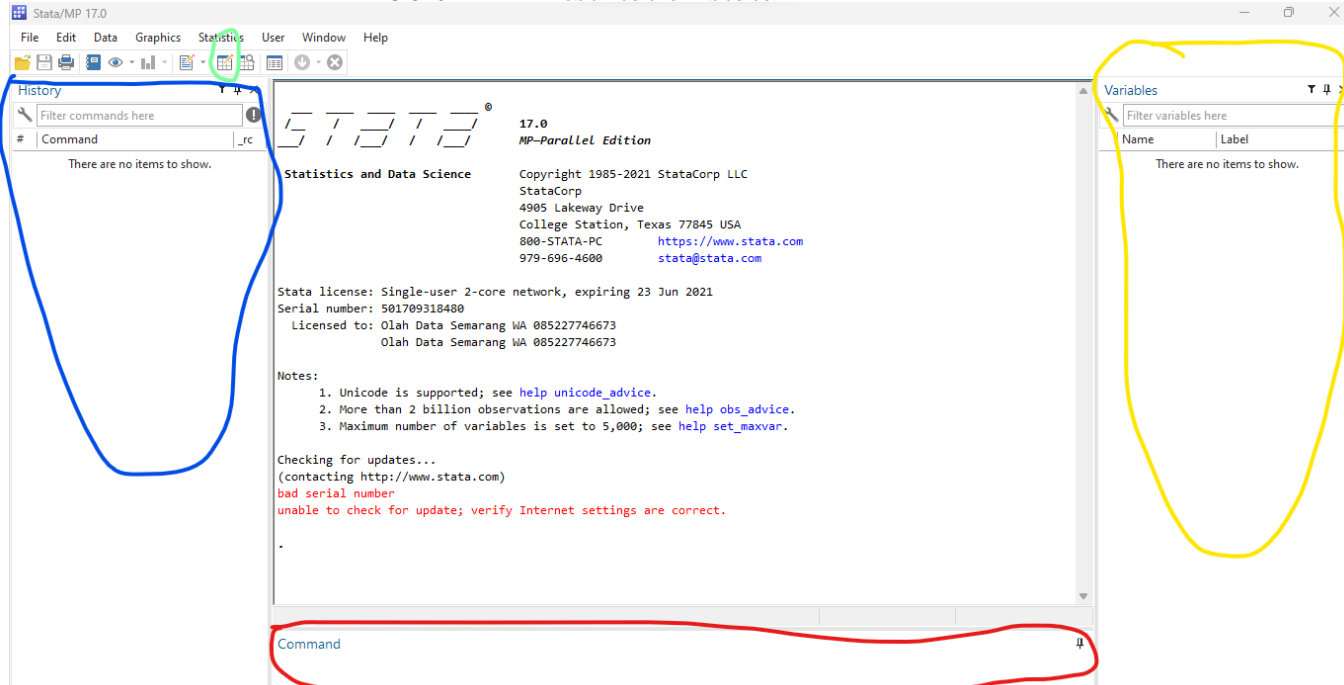 Stata/MP 17.0
File Edit Data Graphics Statistics User Window Help
History
Filter commands here
# Command _rc
There are no items to show.
STATA ®
17.0
MP—Parallel Edition
Statistics and Data Science Copyright 1985-2021 StataCorp LLC
StataCorp
4905 Lakeway Drive
College Station, Texas 77845 USA
800-STATA-PC https://www.stata.com
979-696-4600 stata@stata.com
Stata license: Single-user 2-core network, expiring 23 Jun 2021
Serial number: 501709318480
Licensed to: Olah Data Semarang WA 085227746673
Olah Data Semarang WA 085227746673
Notes:
1. Unicode is supported; see help unicode_advice.
2. More than 2 billion observations are allowed; see help obs_advice.
3. Maximum number of variables is set to 5,000; see help set_maxvar.
Checking for updates...
(contacting http://www.stata.com)
bad serial number
unable to check for update; verify Internet settings are correct.
.
Command
Variables
Filter variables here
Name Label
There are no items to show.